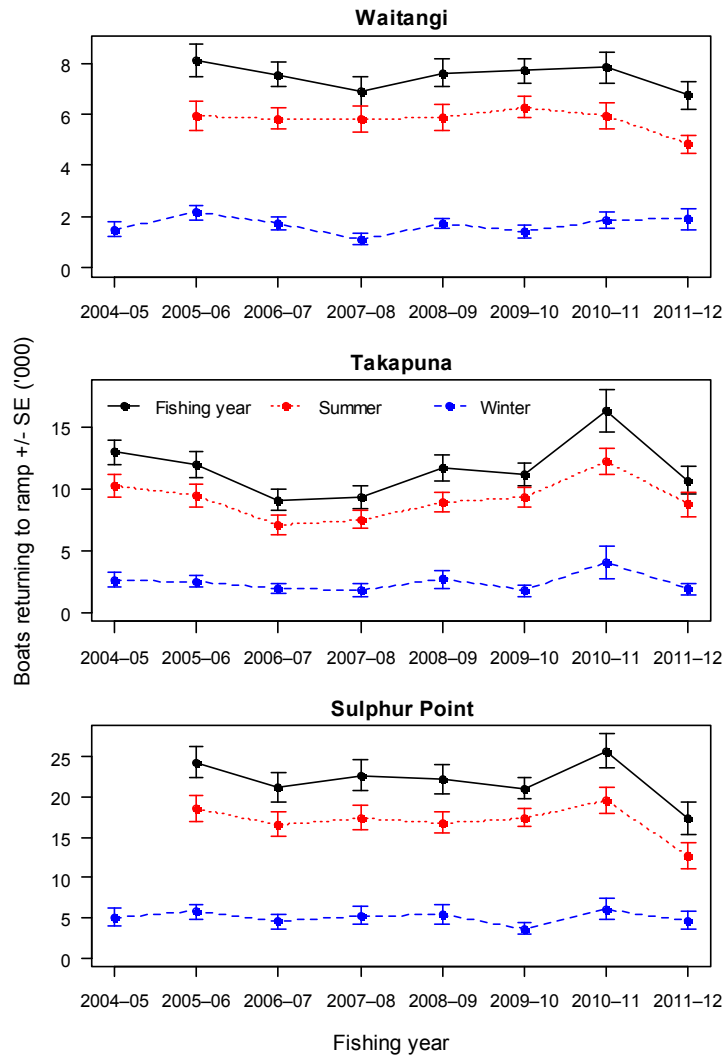 Waitangi
8
6
4
2
0
2004–05 2005–06 2006–07 2007–08 2008–09 2009–10 2010–11 2011–12
Takapuna
Fishing year Summer Winter
15
10
5
0
2004–05 2005–06 2006–07 2007–08 2008–09 2009–10 2010–11 2011–12
Boats returning to ramp +/- SE ('000)
Sulphur Point
25
20
15
10
5
0
2004–05 2005–06 2006–07 2007–08 2008–09 2009–10 2010–11 2011–12
Fishing year